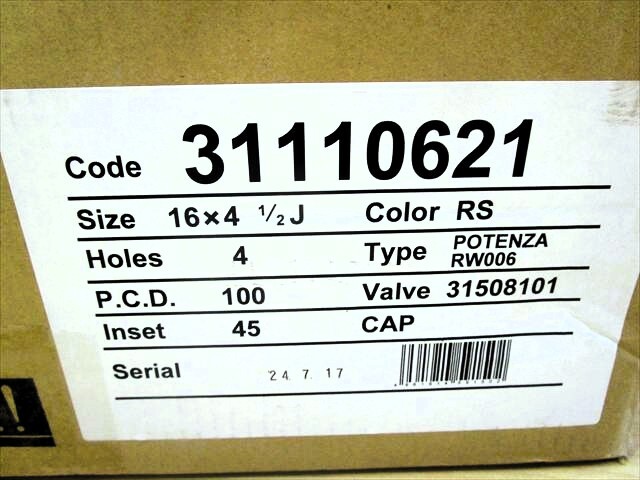 Code 31110621
Size 16×4 ½J Color RS
Holes 4 Type POTENZA RW006
P.C.D. 100 Valve 31508101
Inset 45 CAP
Serial 24. 7. 17